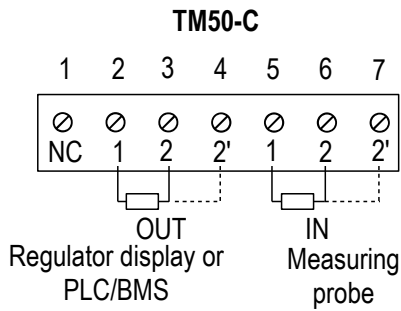 TM50-C
1 2 3 4 5 6 7
NC 1 2 2' 1 2 2'
OUT IN
Regulator display or PLC/BMS
Measuring probe